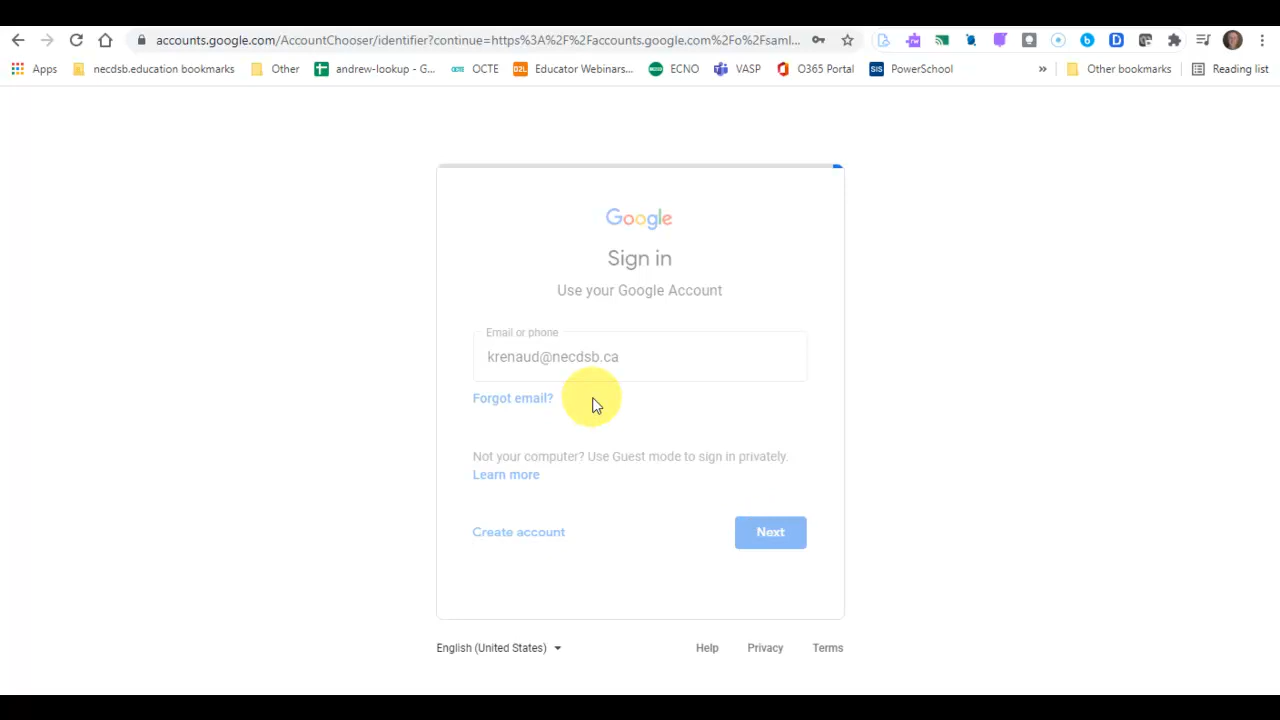 accounts.google.com/AccountChooser/identifier?continue=https%3A%2F%2Faccounts.google.com%2Fo%2Fsaml...
Apps necdsb.education bookmarks Other andrew-lookup - G... OCTE OCTE D2L Educator Webinars... ECNO VASP O365 Portal SIS PowerSchool » Other bookmarks Reading list
Google
Sign in
Use your Google Account
Email or phone
krenaud@necdsb.ca
Forgot email?
Not your computer? Use Guest mode to sign in privately.
Learn more
Create account Next
English (United States) Help Privacy Terms